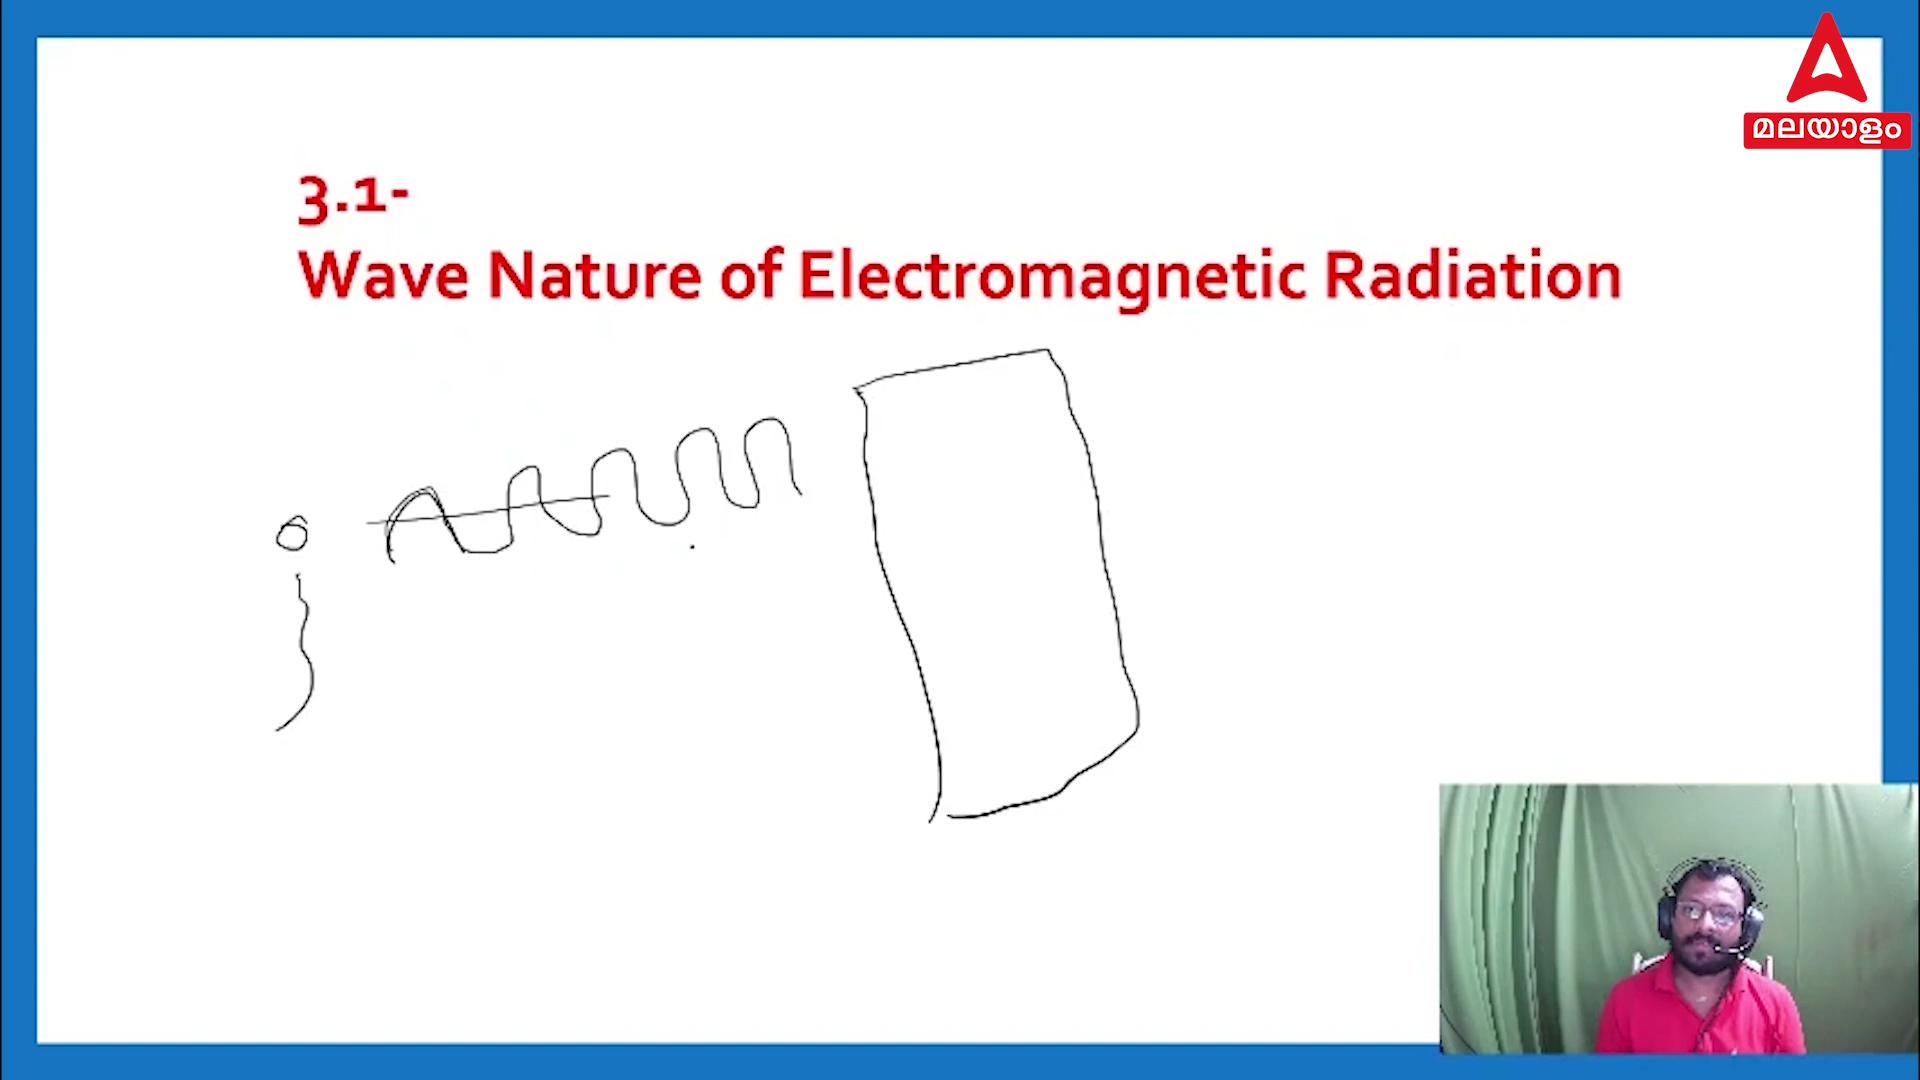 മലയാളം
3.1-
Wave Nature of Electromagnetic Radiation